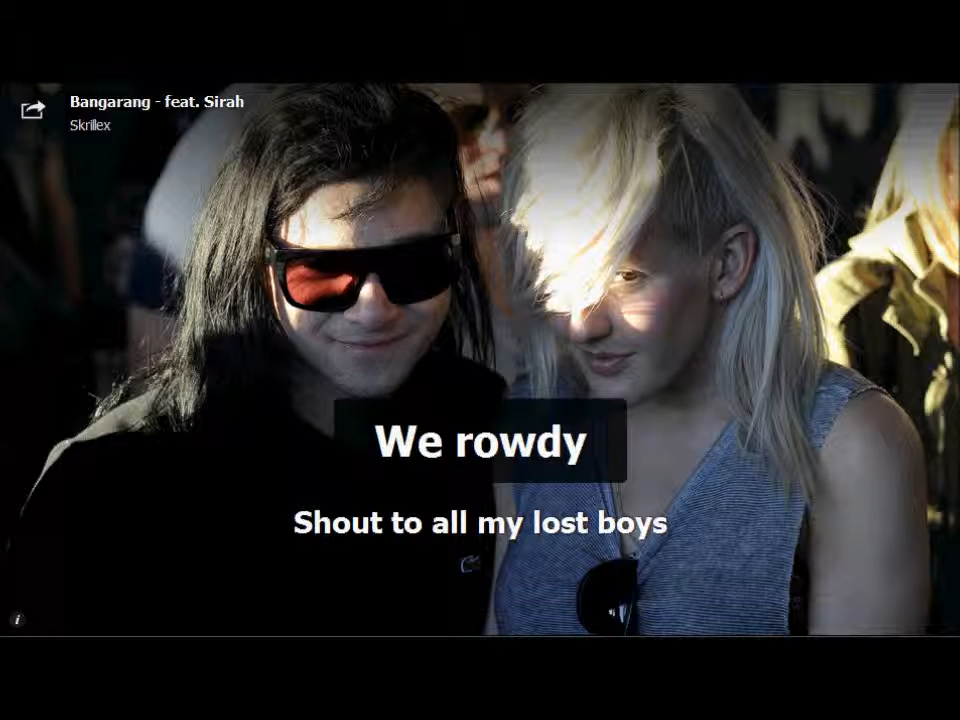 Bangarang - feat. Sirah
Skrillex
We rowdy
Shout to all my lost boys
i